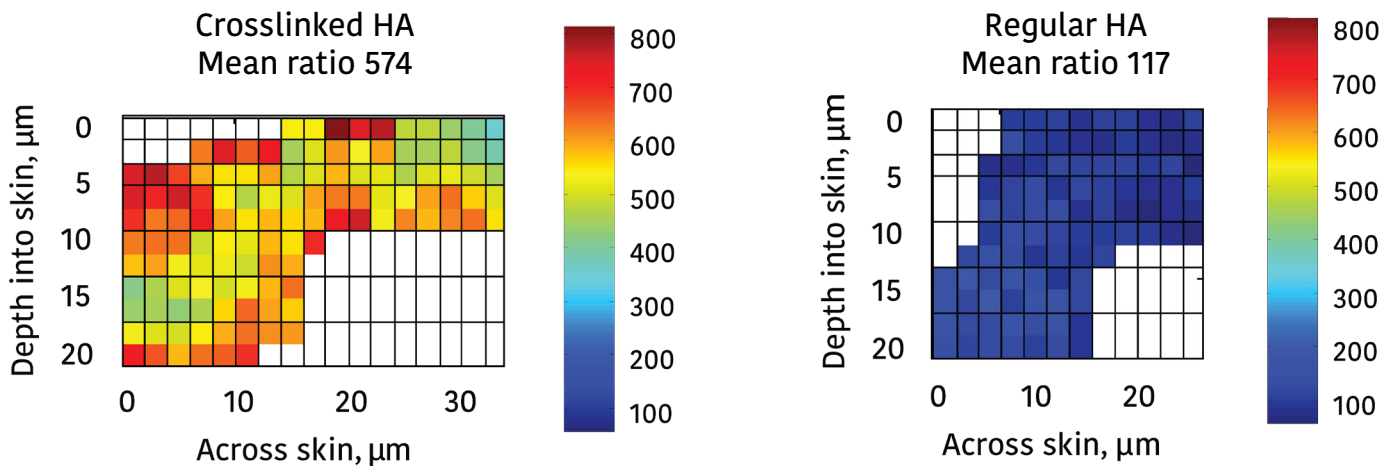 Crosslinked HA
Mean ratio 574
Depth into skin, µm
0
5
10
15
20
0 10 20 30
Across skin, µm
800
700
600
500
400
300
200
100
Regular HA
Mean ratio 117
Depth into skin, µm
0
5
10
15
20
0 10 20
Across skin, µm
800
700
600
500
400
300
200
100